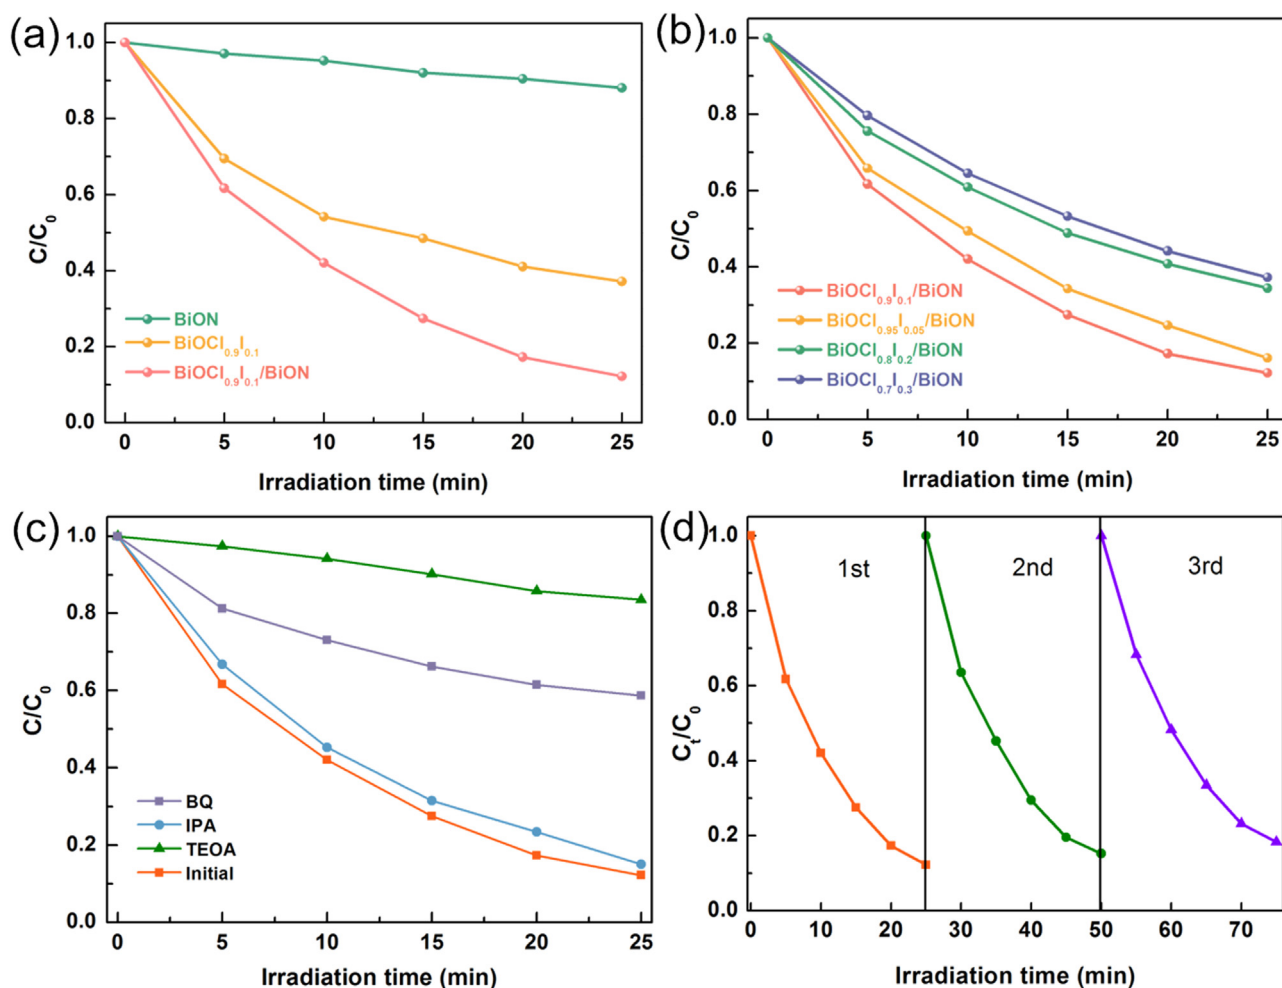 (a)
1.0
0.8
0.6
0.4
0.2
0.0
C/C₀
BiON
BiOCl₀.₉I₀.₁
BiOCl₀.₉I₀.₁/BiON
0 5 10 15 20 25
Irradiation time (min)
(b)
1.0
0.8
0.6
0.4
0.2
0.0
C/C₀
BiOCl₀.₉I₀.₁/BiON
BiOCl₀.₉₅I₀.₀₅/BiON
BiOCl₀.₈I₀.₂/BiON
BiOCl₀.₇I₀.₃/BiON
0 5 10 15 20 25
Irradiation time (min)
(c)
1.0
0.8
0.6
0.4
0.2
0.0
C/C₀
BQ
IPA
TEOA
Initial
0 5 10 15 20 25
Irradiation time (min)
(d)
1.0
0.8
0.6
0.4
0.2
0.0
Cₜ/C₀
1st 2nd 3rd
0 10 20 30 40 50 60 70
Irradiation time (min)